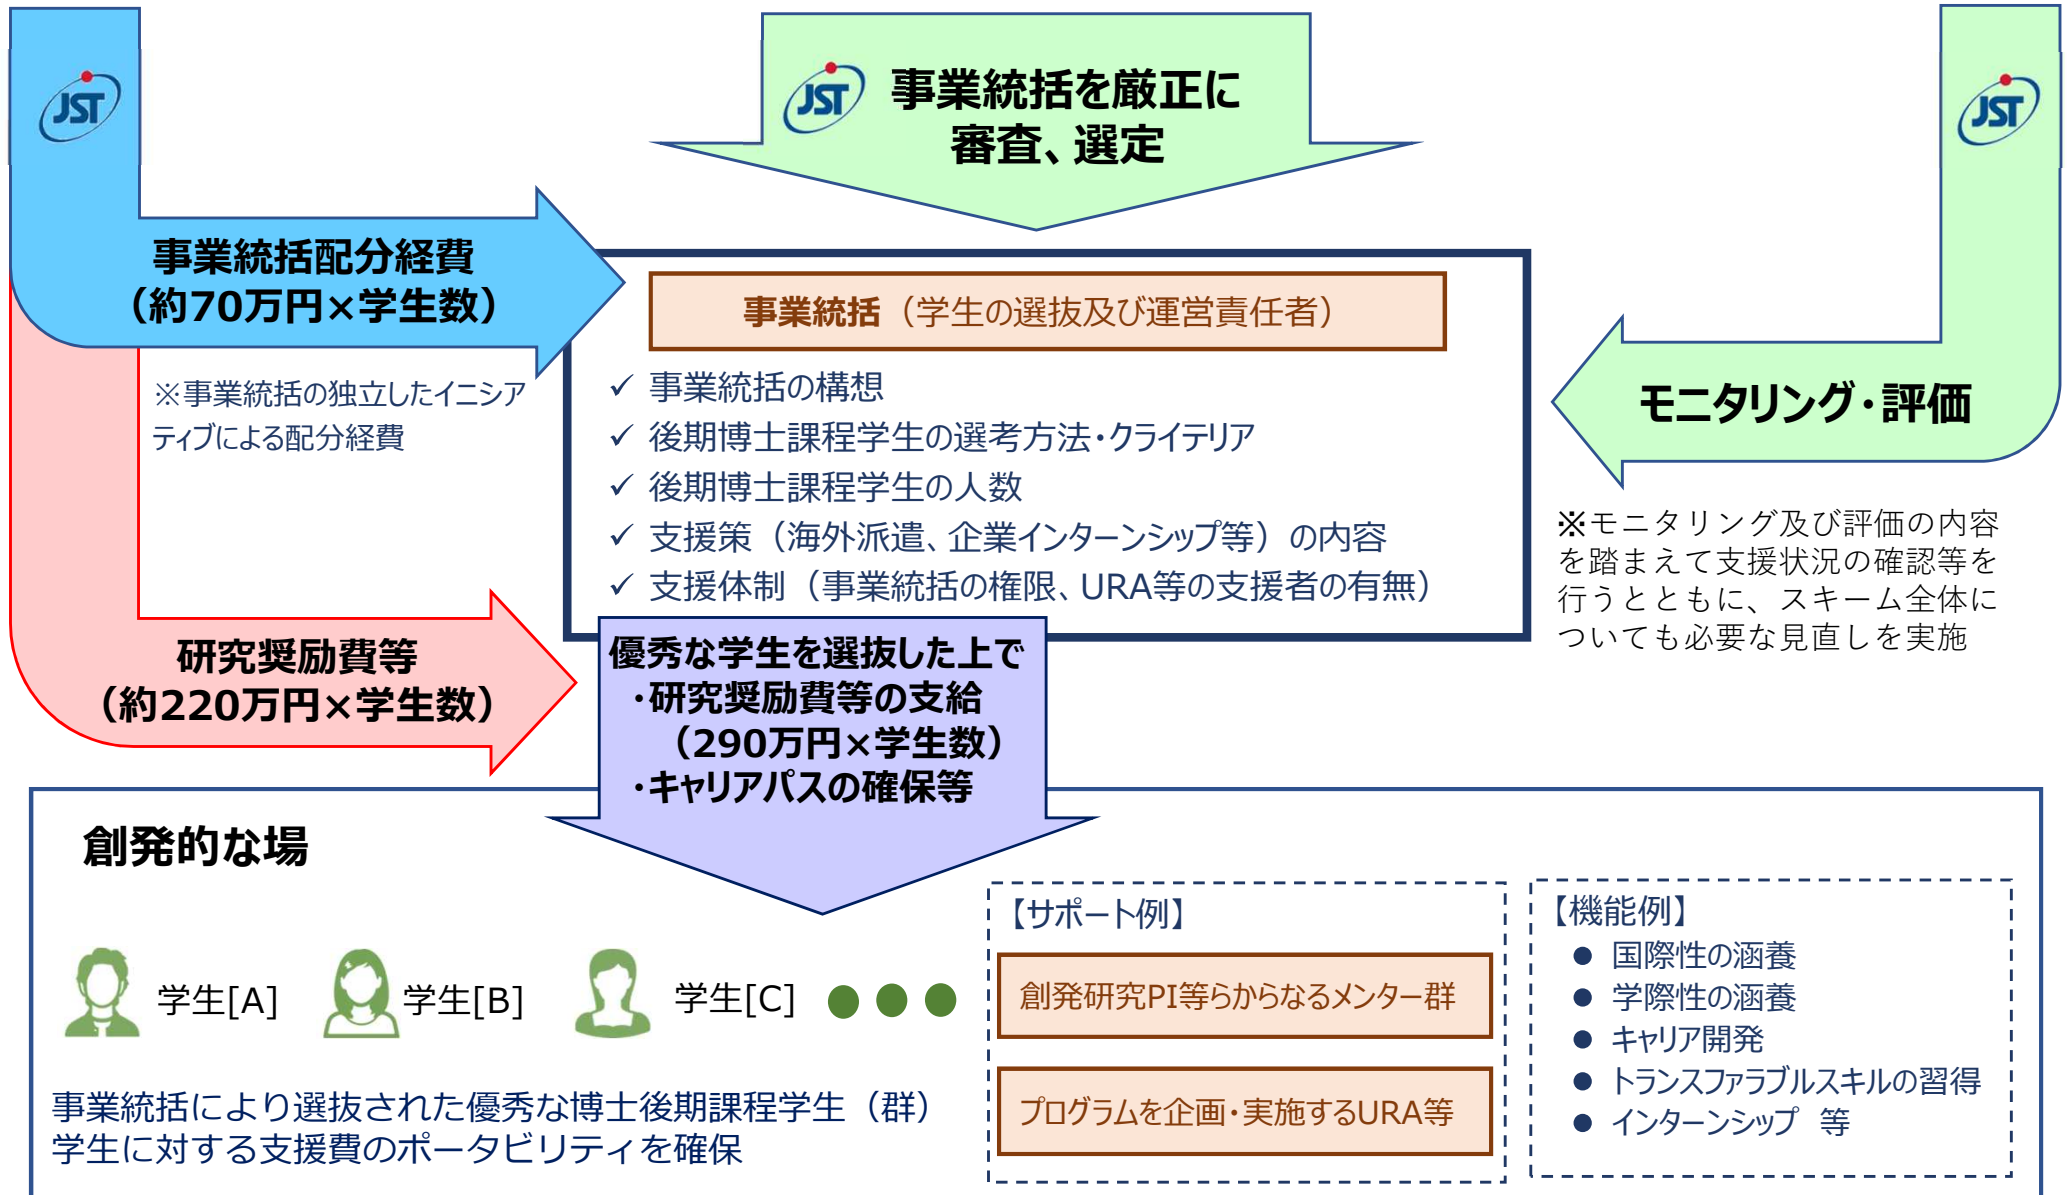 JST
事業統括を厳正に
審査、選定
JST
JST
事業統括配分経費
（約70万円×学生数）
※事業統括の独立したイニシア
ティブによる配分経費
事業統括（学生の選抜及び運営責任者）
✓ 事業統括の構想
✓ 後期博士課程学生の選考方法・クライテリア
✓ 後期博士課程学生の人数
✓ 支援策（海外派遣、企業インターンシップ等）の内容
✓ 支援体制（事業統括の権限、URA等の支援者の有無）
モニタリング・評価
※モニタリング及び評価の内容
を踏まえて支援状況の確認等を
行うとともに、スキーム全体に
ついても必要な見直しを実施
研究奨励費等
（約220万円×学生数）
優秀な学生を選抜した上で
・研究奨励費等の支給
（290万円×学生数）
・キャリアパスの確保等
創発的な場
学生[A]
学生[B]
学生[C]
事業統括により選抜された優秀な博士後期課程学生（群）
学生に対する支援費のポータビリティを確保
【サポート例】
創発研究PI等らからなるメンター群
プログラムを企画・実施するURA等
【機能例】
● 国際性の涵養
● 学際性の涵養
● キャリア開発
● トランスファラブルスキルの習得
● インターンシップ 等